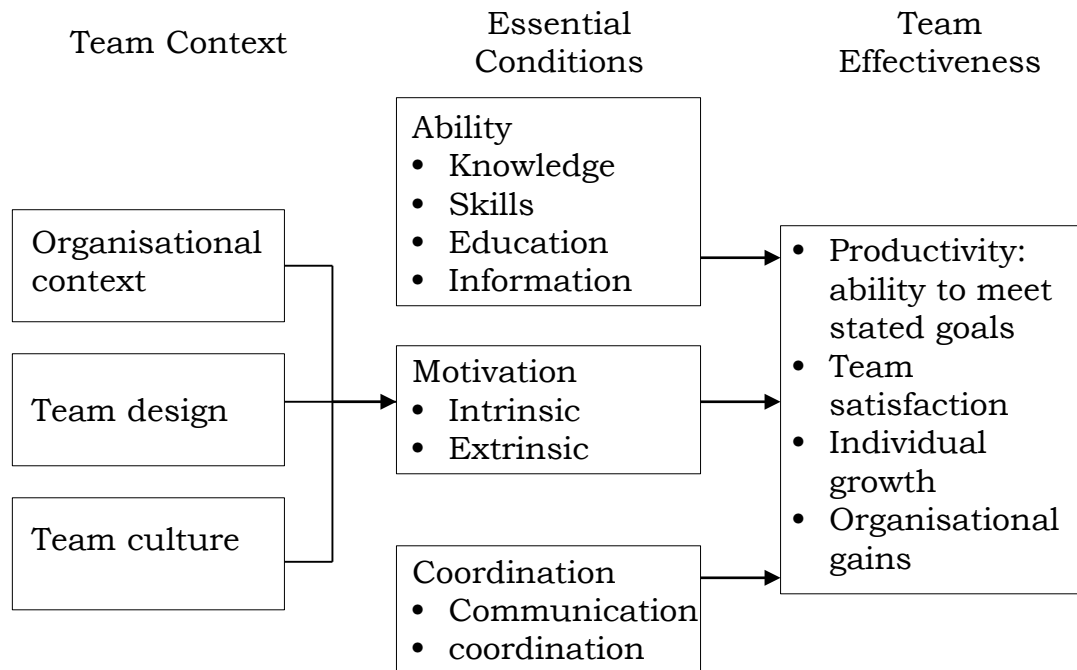 Team Context
Essential
Conditions
Team
Effectiveness
Organisational
context
Team design
Team culture
Ability
• Knowledge
• Skills
• Education
• Information
Motivation
• Intrinsic
• Extrinsic
Coordination
• Communication
• coordination
• Productivity:
ability to meet
stated goals
• Team
satisfaction
• Individual
growth
• Organisational
gains